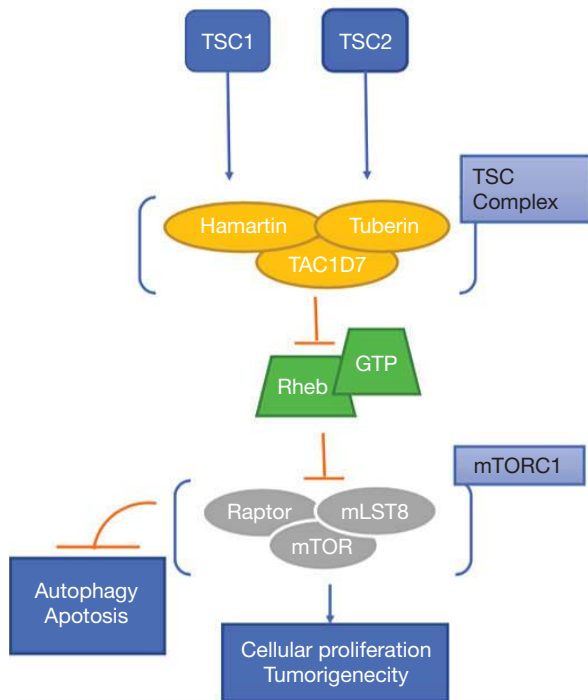 TSC1
TSC2
TSC
Complex
Hamartin
Tuberin
TAC1D7
GTP
Rheb
mTORC1
Raptor
mLST8
mTOR
Autophagy
Apotosis
Cellular proliferation
Tumorigenecity